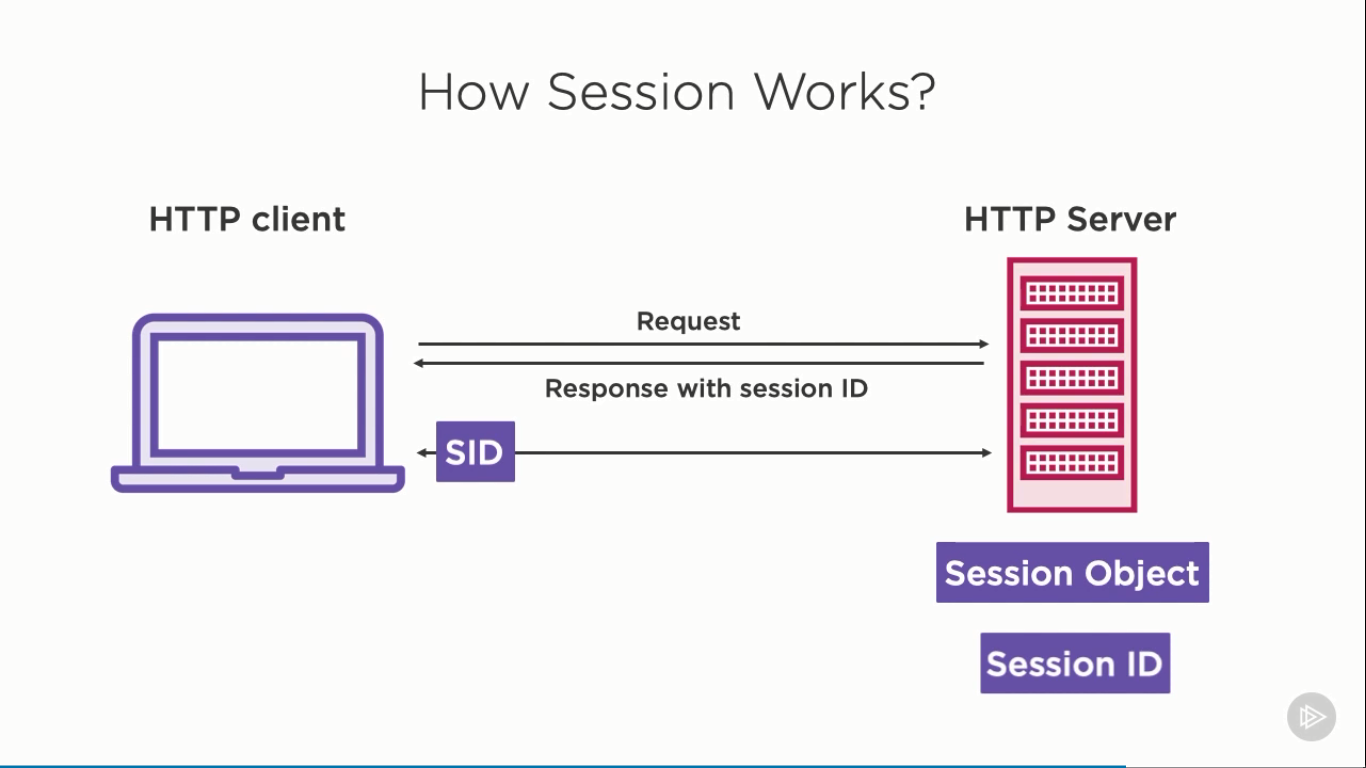 How Session Works?
HTTP client
HTTP Server
Request
Response with session ID
SID
Session Object
Session ID